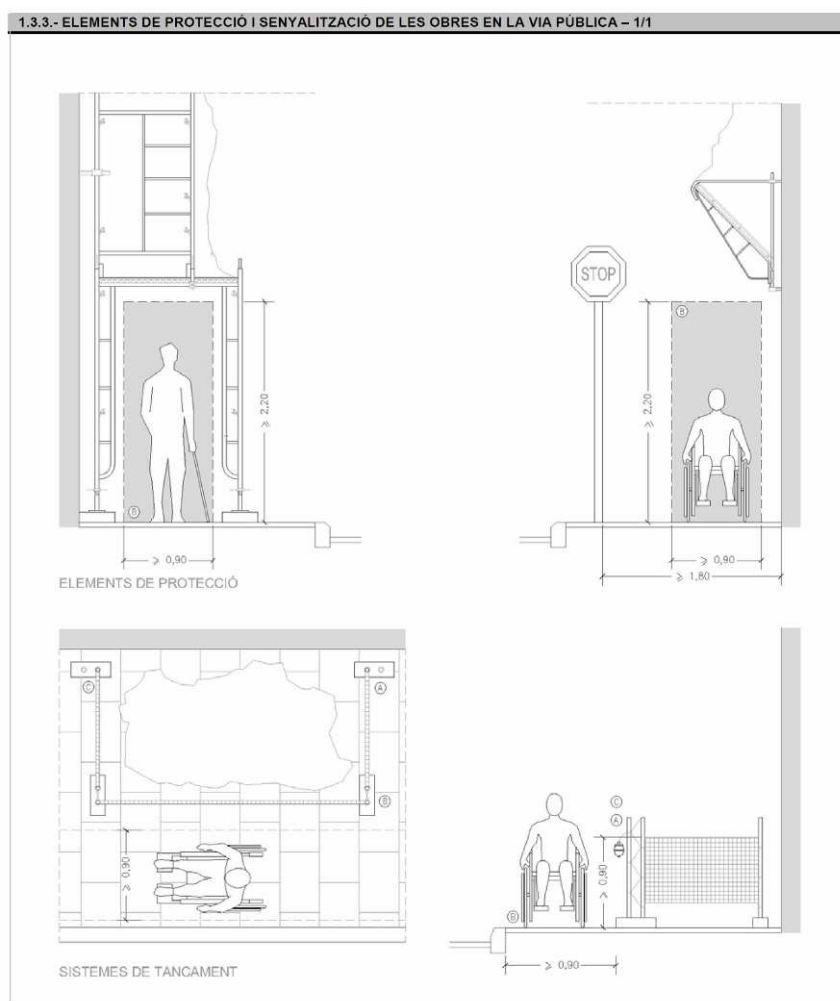 1.3.3.- ELEMENTS DE PROTECCIÓ I SENYALITZACIÓ DE LES OBRES EN LA VIA PÚBLICA – 1/1
STOP
B
≥ 2,20
≥ 2,20
B
≥ 0,90
≥ 0,90
≥ 1,80
ELEMENTS DE PROTECCIÓ
C
A
B
≥ 0,90
C
A
≥ 0,90
B
≥ 0,90
SISTEMES DE TANCAMENT